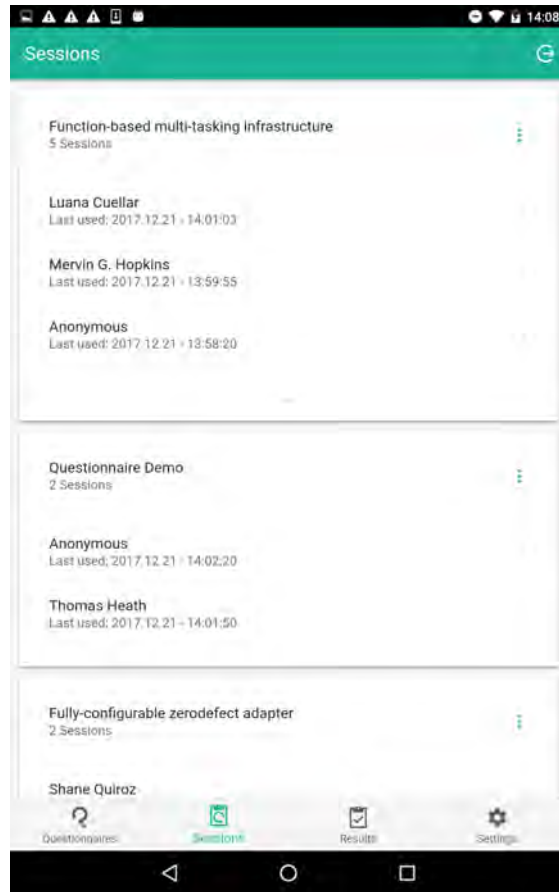 14:08
Sessions
Function-based multi-tasking infrastructure
5 Sessions
Luana Cuellar
Last used: 2017.12.21 - 14:01:03
Mervin G. Hopkins
Last used: 2017.12.21 - 13:59:55
Anonymous
Last used: 2017.12.21 - 13:58:20
Questionnaire Demo
2 Sessions
Anonymous
Last used: 2017.12.21 - 14:02:20
Thomas Heath
Last used: 2017.12.21 - 14:01:50
Fully-configurable zerodefect adapter
2 Sessions
Shane Quiroz
Questionnaires
Sessions
Results
Settings